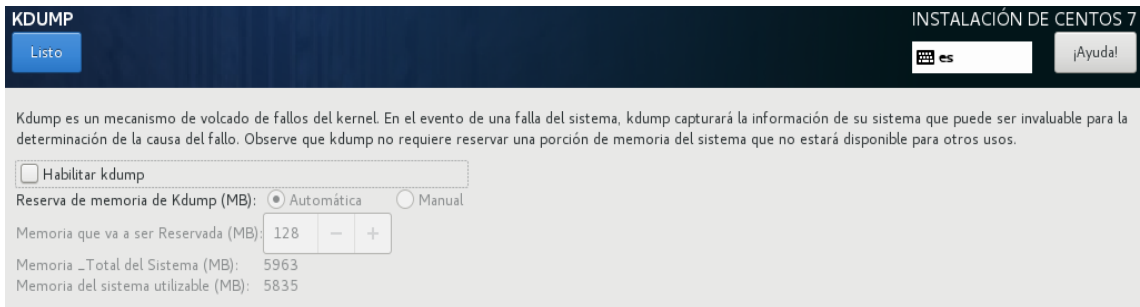 KDUMP
INSTALACIÓN DE CENTOS 7
Listo
es
¡Ayuda!
Kdump es un mecanismo de volcado de fallos del kernel. En el evento de una falla del sistema, kdump capturará la información de su sistema que puede ser invaluable para la
determinación de la causa del fallo. Observe que kdump no requiere reservar una porción de memoria del sistema que no estará disponible para otros usos.
Habilitar kdump
Reserva de memoria de Kdump (MB): Automática Manual
Memoria que va a ser Reservada (MB): 128 − +
Memoria _Total del Sistema (MB): 5963
Memoria del sistema utilizable (MB): 5835